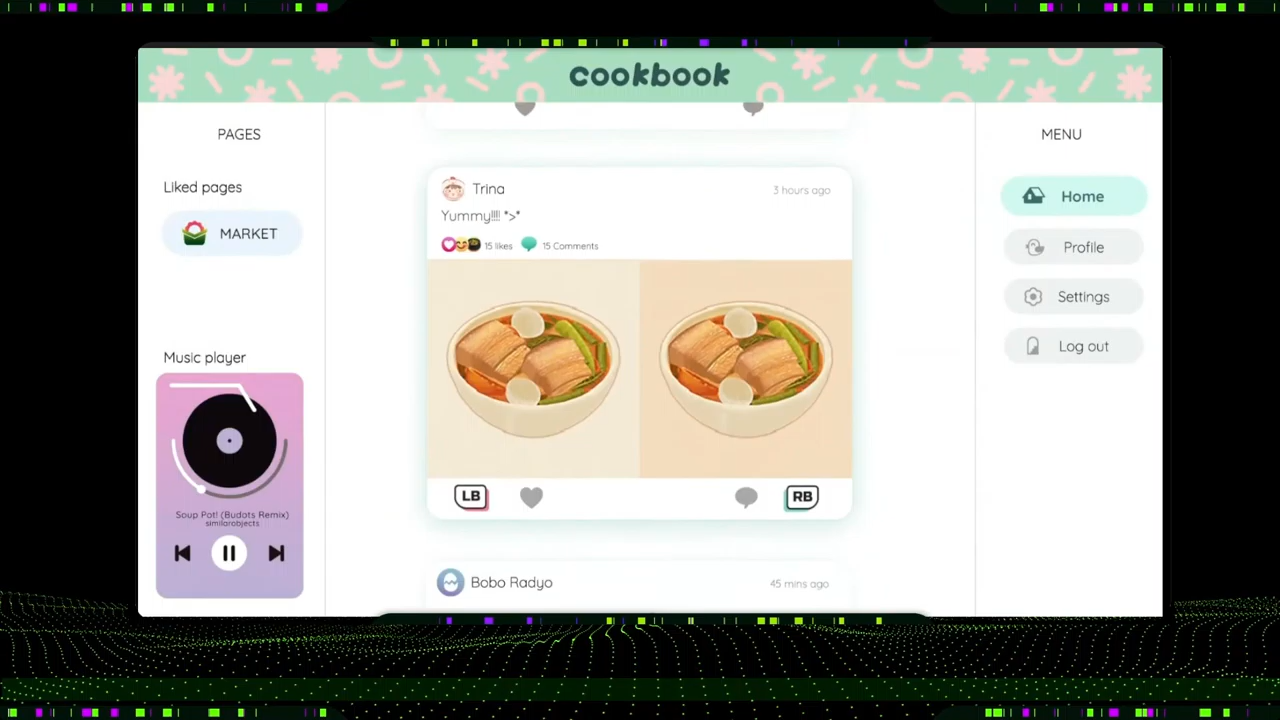 cookbook
PAGES
Liked pages
MARKET
Music player
Soup Pot! (Budots Remix)
similarobjects
Trina
3 hours ago
Yummy!!!! *>*
15 likes
15 Comments
LB
RB
Bobo Radyo
45 mins ago
MENU
Home
Profile
Settings
Log out